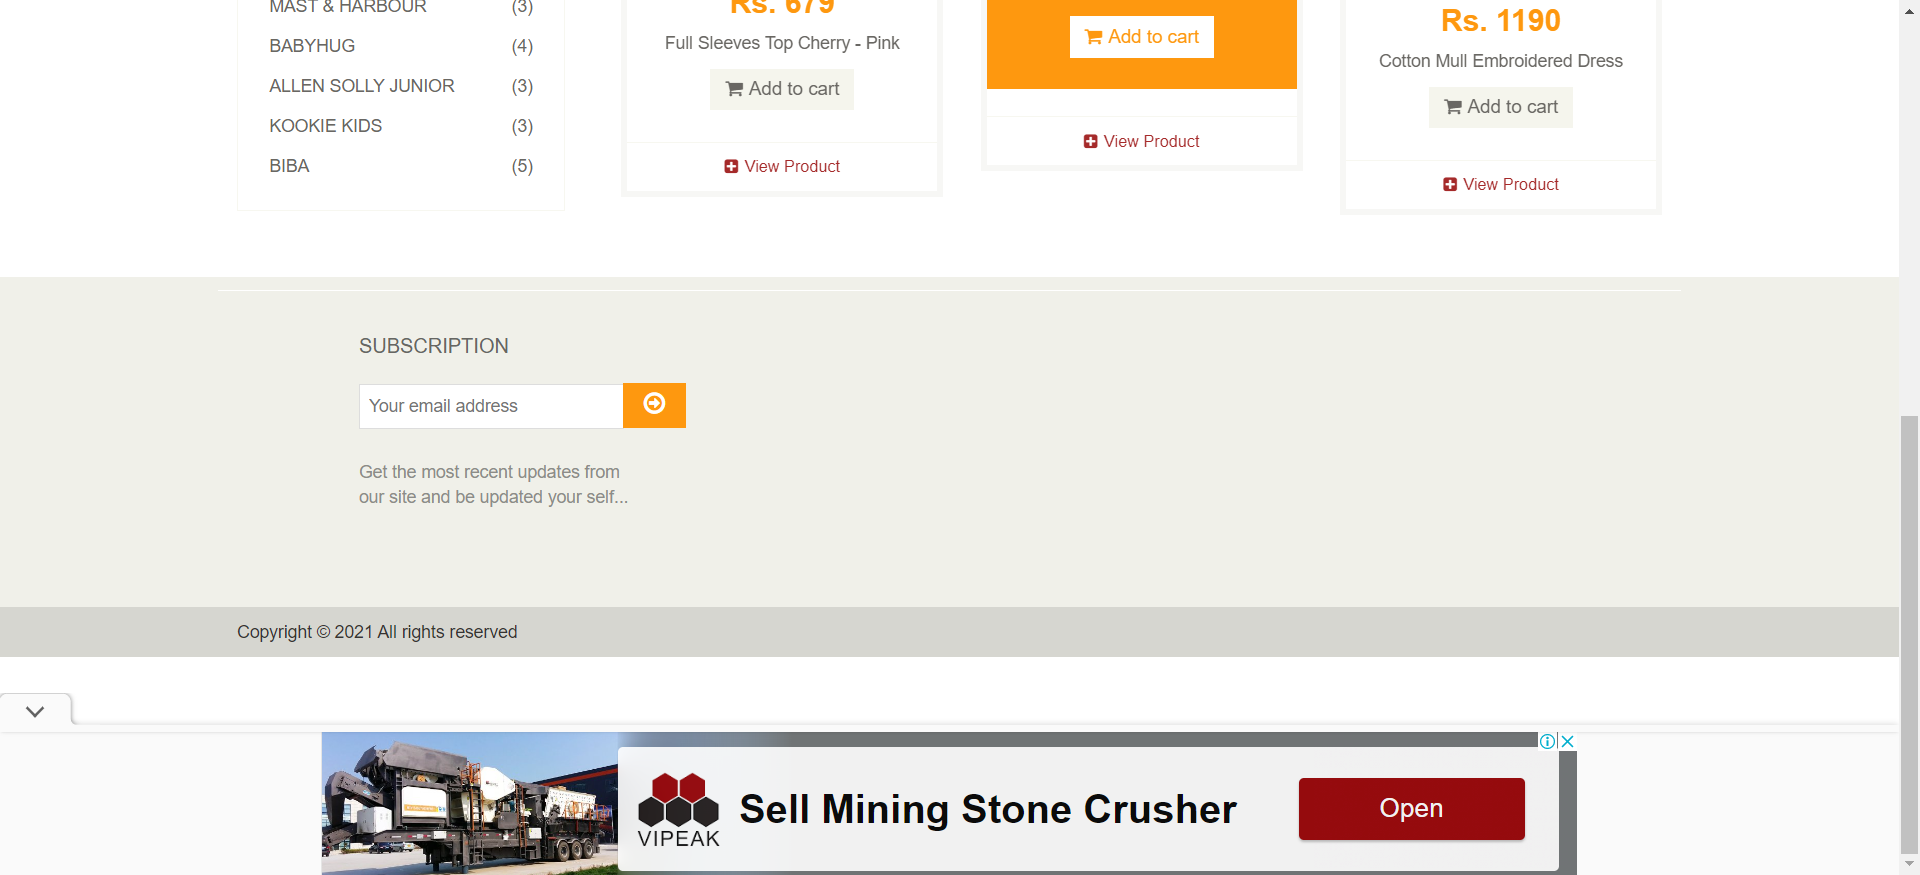 MAST & HARBOUR (3)
BABYHUG (4)
ALLEN SOLLY JUNIOR (3)
KOOKIE KIDS (3)
BIBA (5)
Rs. 679
Full Sleeves Top Cherry - Pink
Add to cart
View Product
Add to cart
View Product
Rs. 1190
Cotton Mull Embroidered Dress
Add to cart
View Product
SUBSCRIPTION
Your email address
Get the most recent updates from
our site and be updated your self...
Copyright © 2021 All rights reserved
VIPEAK
Sell Mining Stone Crusher
Open